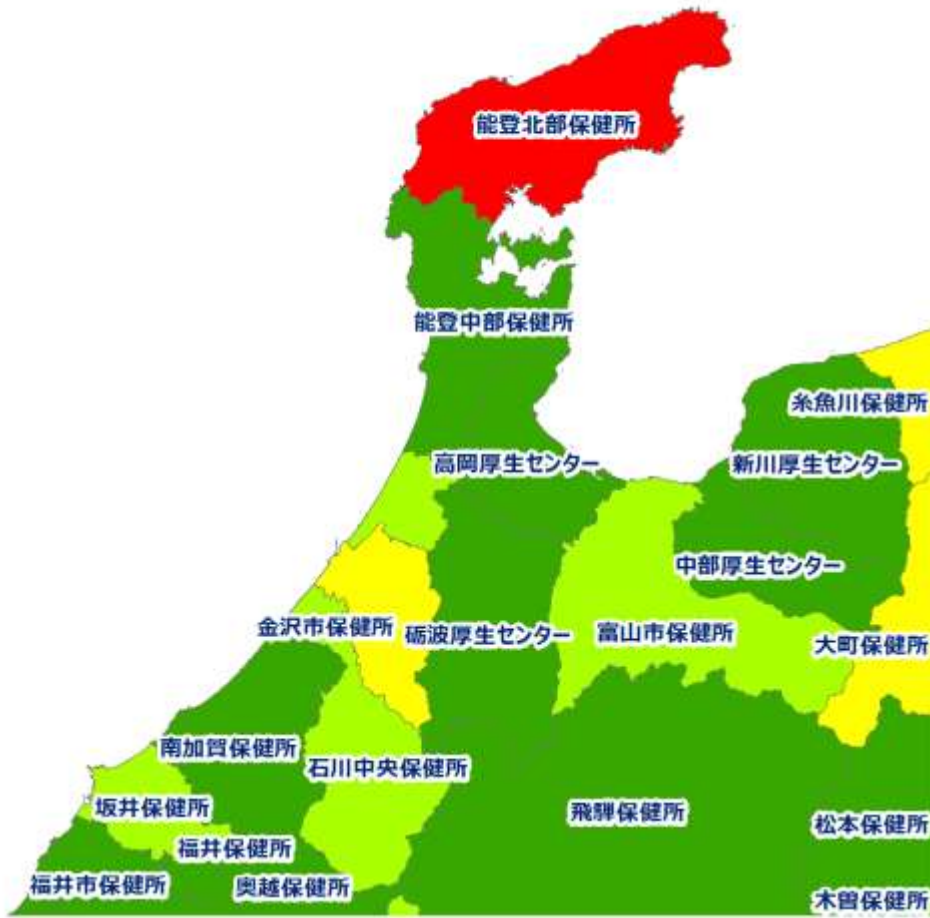 能登北部保健所
能登中部保健所
糸魚川保健所
高岡厚生センター
新川厚生センター
中部厚生センター
金沢市保健所
砺波厚生センター
富山市保健所
大町保健所
南加賀保健所
石川中央保健所
坂井保健所
飛騨保健所
松本保健所
福井保健所
福井市保健所
奥越保健所
木曽保健所